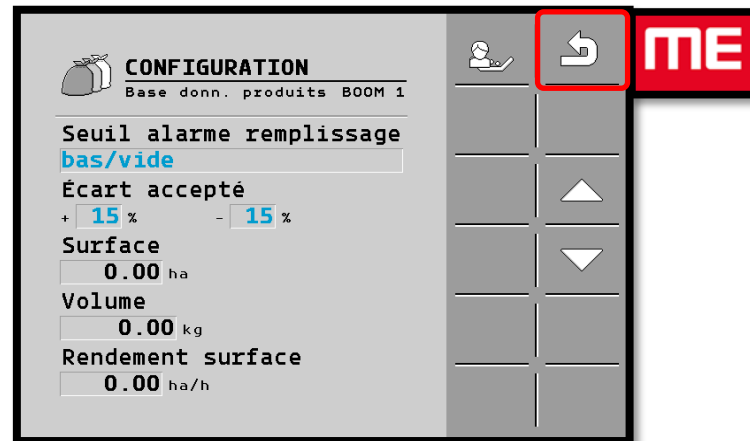 CONFIGURATION
Base donn. produits BOOM 1
Seuil alarme remplissage
bas/vide
Écart accepté
+ 15 % - 15 %
Surface
0.00 ha
Volume
0.00 kg
Rendement surface
0.00 ha/h
ME